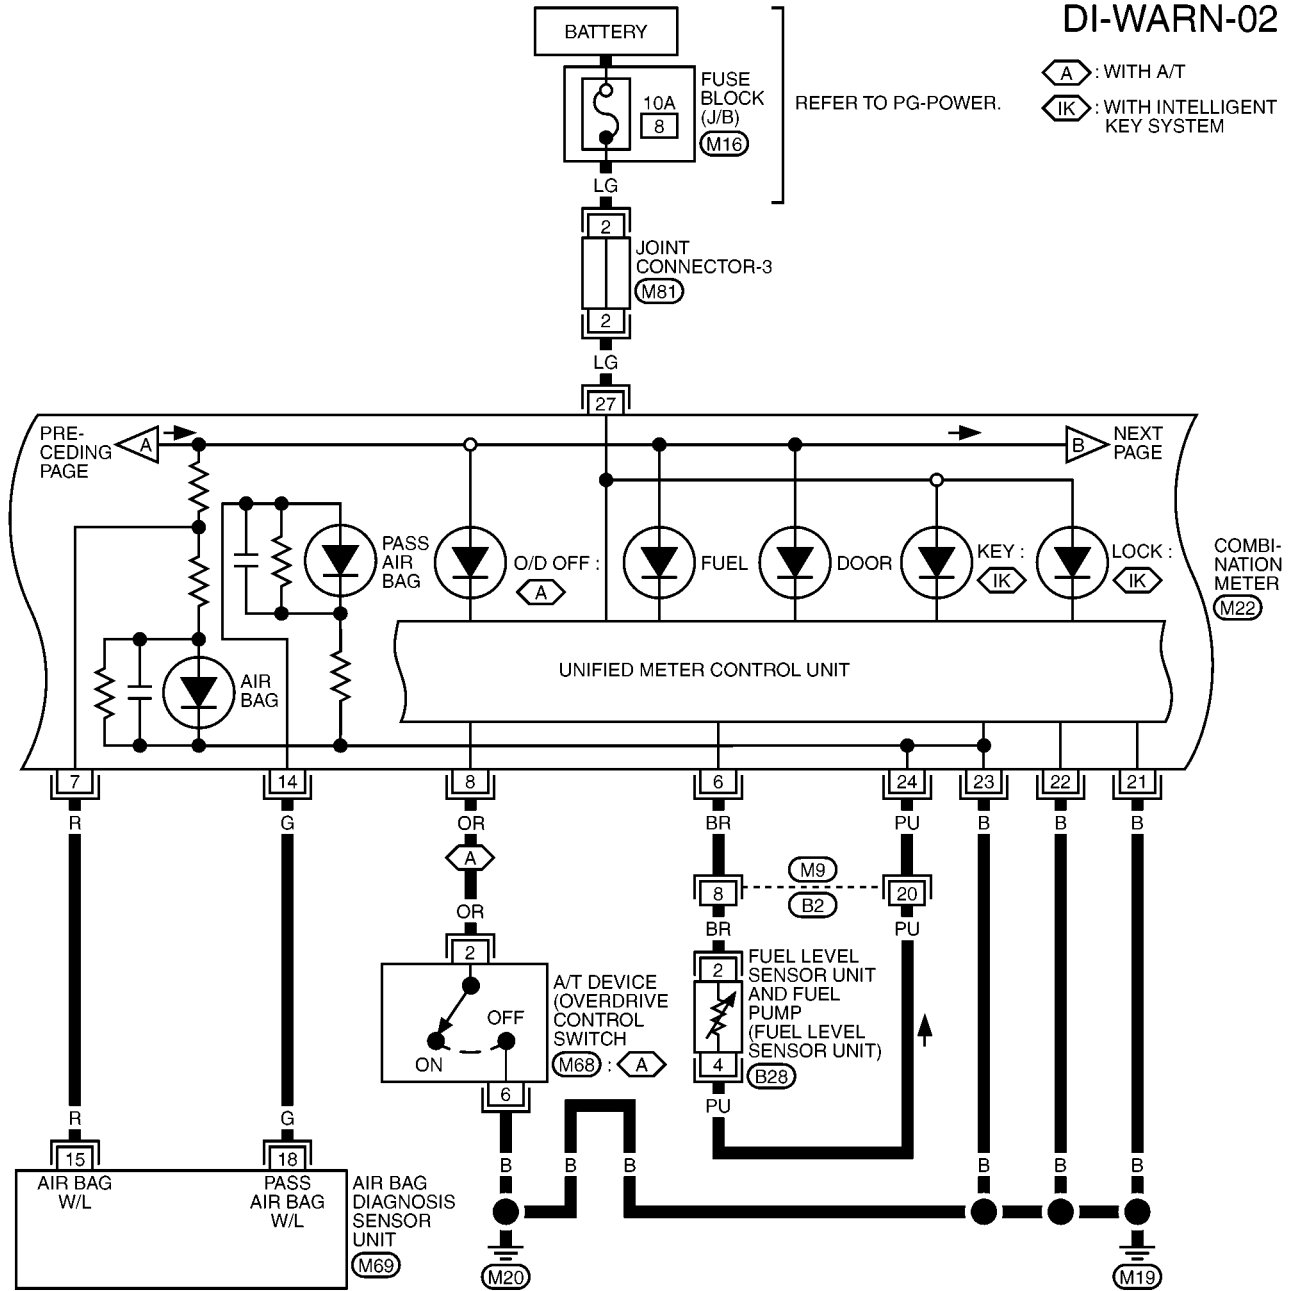 DI-WARN-02
BATTERY
A : WITH A/T
IK : WITH INTELLIGENT
KEY SYSTEM
10A
8
FUSE
BLOCK
(J/B)
M16
REFER TO PG-POWER.
LG
2
JOINT
CONNECTOR-3
M81
2
LG
27
PRE-
CEDING
PAGE
A
B
NEXT
PAGE
PASS
AIR
BAG
O/D OFF :
A
FUEL
DOOR
KEY :
IK
LOCK :
IK
COMBI-
NATION
METER
M22
AIR
BAG
UNIFIED METER CONTROL UNIT
7
14
8
6
24
23
22
21
R
G
OR
BR
PU
B
B
B
A
M9
8
20
B2
OR
BR
PU
2
2
FUEL LEVEL
SENSOR UNIT
AND FUEL
PUMP
(FUEL LEVEL
SENSOR UNIT)
B28
A/T DEVICE
(OVERDRIVE
CONTROL
SWITCH
M68 : A
OFF
ON
4
6
PU
R
G
15
18
B
B
B
B
B
B
AIR BAG
W/L
PASS
AIR BAG
W/L
AIR BAG
DIAGNOSIS
SENSOR
UNIT
M69
M20
M19